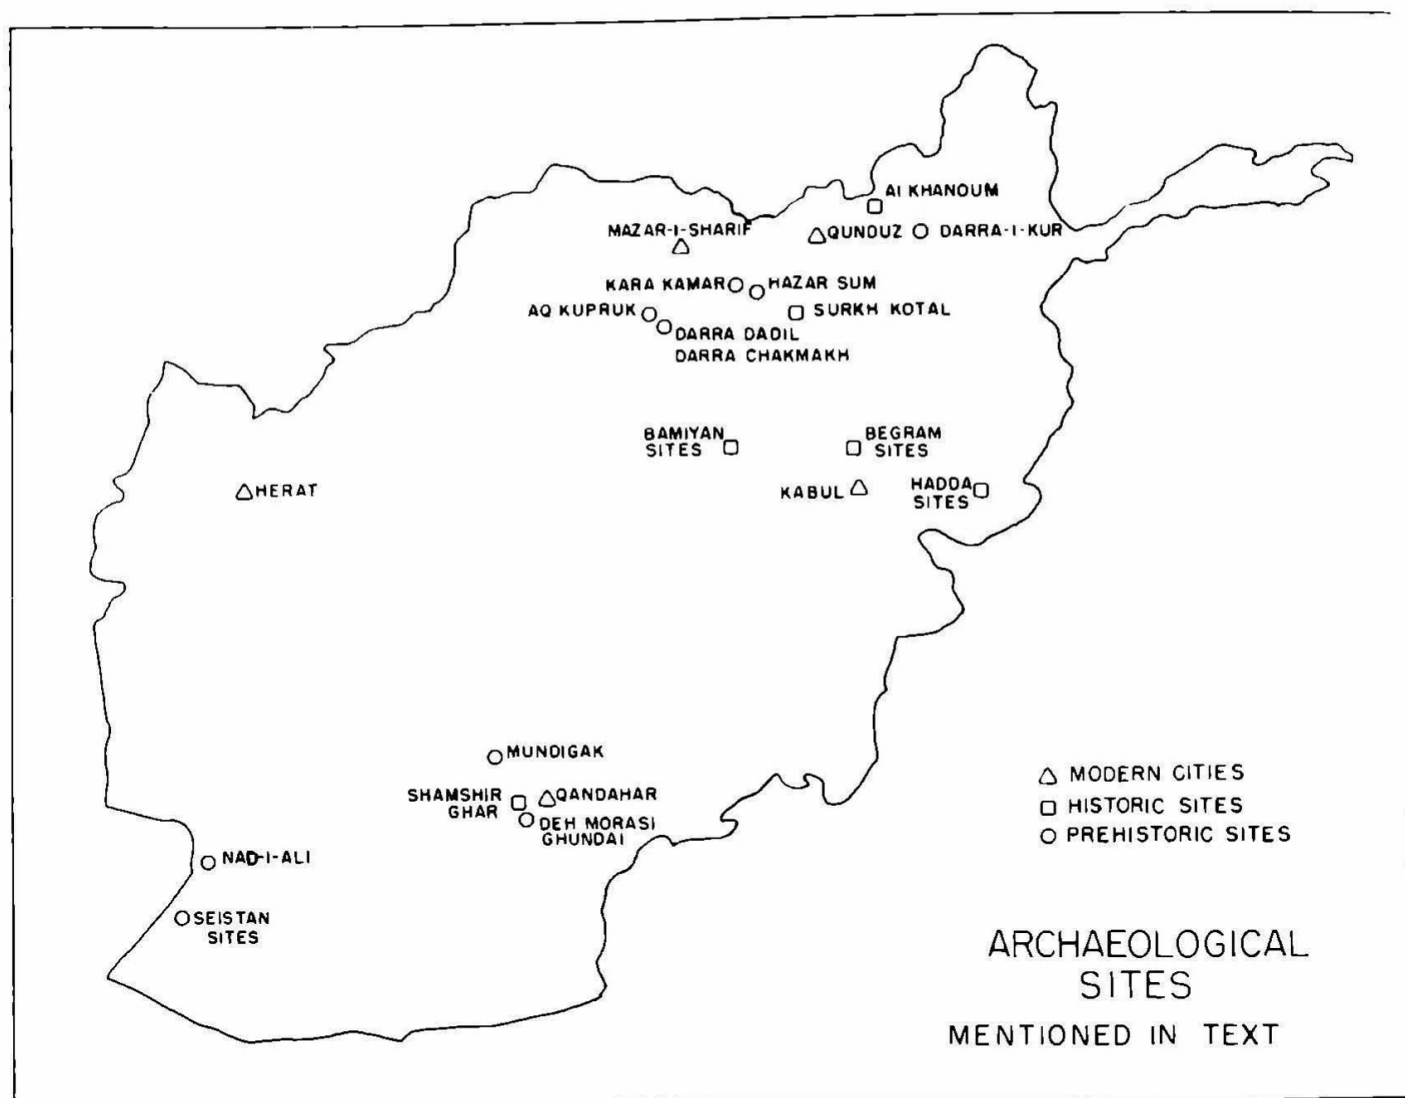 AI KHANOUM
MAZAR-I-SHARIF
QUNDUZ
DARRA-I-KUR
KARA KAMAR
HAZAR SUM
AQ KUPRUK
SURKH KOTAL
DARRA DADIL
DARRA CHAKMAKH
BAMIYAN
SITES
BEGRAM
SITES
HERAT
KABUL
HADDA
SITES
MUNDIGAK
SHAMSHIR
GHAR
QANDAHAR
DEH MORASI
GHUNDAI
NAD-I-ALI
SEISTAN
SITES
MODERN CITIES
HISTORIC SITES
PREHISTORIC SITES
ARCHAEOLOGICAL
SITES
MENTIONED IN TEXT